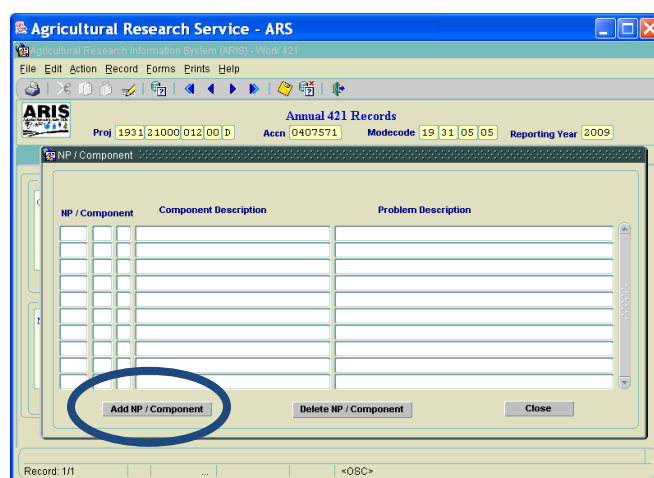 Agricultural Research Service - ARS
Agricultural Research Information System (ARIS) - Work 421
File Edit Action Record Forms Prints Help
ARIS
Annual 421 Records
Proj 1931 21000 012 00 D Accn 0407571 Modecode 19 31 05 05 Reporting Year 2009
NP / Component
NP / Component Component Description Problem Description
Add NP / Component Delete NP / Component Close
Record: 1/1 ... <OSC>